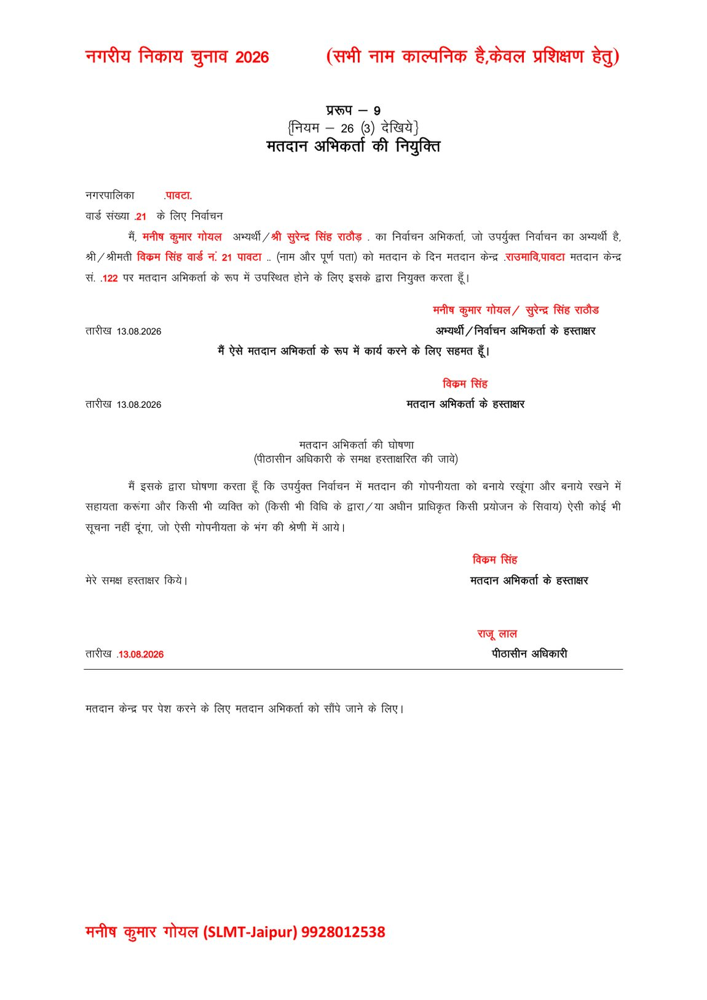 नगरीय निकाय चुनाव 2026 (सभी नाम काल्पनिक है,केवल प्रशिक्षण हेतु)
प्ररूप – 9
{नियम – 26 (3) देखिये}
मतदान अभिकर्ता की नियुक्ति
नगरपालिका .पावटा.
वार्ड संख्या .21 के लिए निर्वाचन
मैं, मनीष कुमार गोयल अभ्यर्थी/श्री सुरेन्द्र सिंह राठौड़ . का निर्वाचन अभिकर्ता, जो उपर्युक्त निर्वाचन का अभ्यर्थी है,
श्री/श्रीमती विक्रम सिंह वार्ड नं. 21 पावटा .. (नाम और पूर्ण पता) को मतदान के दिन मतदान केन्द्र .राउमावि,पावटा मतदान केन्द्र
सं. .122 पर मतदान अभिकर्ता के रूप में उपस्थित होने के लिए इसके द्वारा नियुक्त करता हूँ।
मनीष कुमार गोयल/ सुरेन्द्र सिंह राठौड
तारीख 13.08.2026 अभ्यर्थी/निर्वाचन अभिकर्ता के हस्ताक्षर
मैं ऐसे मतदान अभिकर्ता के रूप में कार्य करने के लिए सहमत हूँ।
विक्रम सिंह
तारीख 13.08.2026 मतदान अभिकर्ता के हस्ताक्षर
मतदान अभिकर्ता की घोषणा
(पीठासीन अधिकारी के समक्ष हस्ताक्षरित की जावे)
मैं इसके द्वारा घोषणा करता हूँ कि उपर्युक्त निर्वाचन में मतदान की गोपनीयता को बनाये रखूंगा और बनाये रखने में
सहायता करूंगा और किसी भी व्यक्ति को (किसी भी विधि के द्वारा/या अधीन प्राधिकृत किसी प्रयोजन के सिवाय) ऐसी कोई भी
सूचना नहीं दूंगा, जो ऐसी गोपनीयता के भंग की श्रेणी में आये।
विक्रम सिंह
मेरे समक्ष हस्ताक्षर किये। मतदान अभिकर्ता के हस्ताक्षर
राजू लाल
तारीख .13.08.2026 पीठासीन अधिकारी
मतदान केन्द्र पर पेश करने के लिए मतदान अभिकर्ता को सौंपे जाने के लिए।
मनीष कुमार गोयल (SLMT-Jaipur) 9928012538